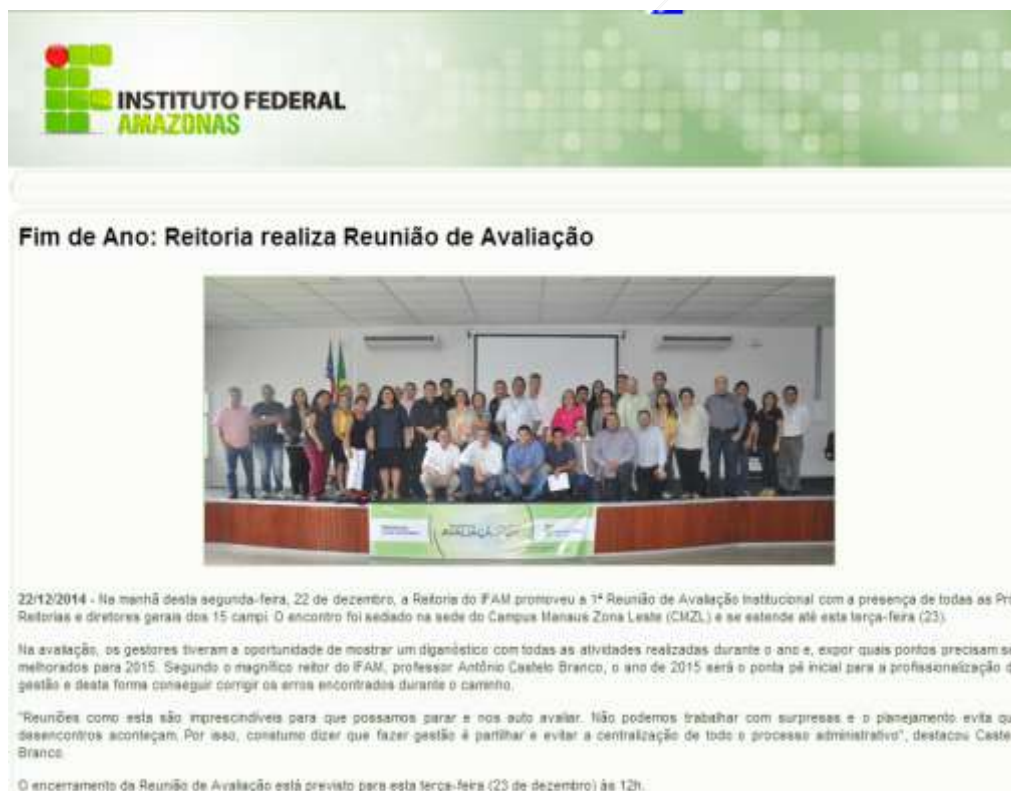 INSTITUTO FEDERAL
AMAZONAS
Fim de Ano: Reitoria realiza Reunião de Avaliação
AVALIAÇÃO
22/12/2014 - Na manhã desta segunda-feira, 22 de dezembro, a Reitoria do IFAM promoveu a 1ª Reunião de Avaliação Institucional com a presença de todas as Pró
Reitorias e diretores gerais dos 15 campi. O encontro foi sediado na sede do Campus Manaus Zona Leste (CMZL) e se estende até esta terça-feira (23).
Na avaliação, os gestores tiveram a oportunidade de mostrar um diganóstico com todas as atividades realizadas durante o ano e, expor quais pontos precisam se
melhorados para 2015. Segundo o magnífico reitor do IFAM, professor Antônio Castelo Branco, o ano de 2015 será o ponta pé inicial para a profissionalização d
gestão e desta forma conseguir corrigir os erros encontrados durante o caminho.
"Reuniões como esta são imprescindíveis para que possamos parar e nos auto avaliar. Não podemos trabalhar com surpresas e o planejamento evita qu
desencontros aconteçam. Por isso, constumo dizer que fazer gestão é partilhar e evitar a centralização de todo o processo administrativo", destacou Castel
Branco.
O encerramento da Reunião de Avaliação está previsto para esta terça-feira (23 de dezembro) às 12h.